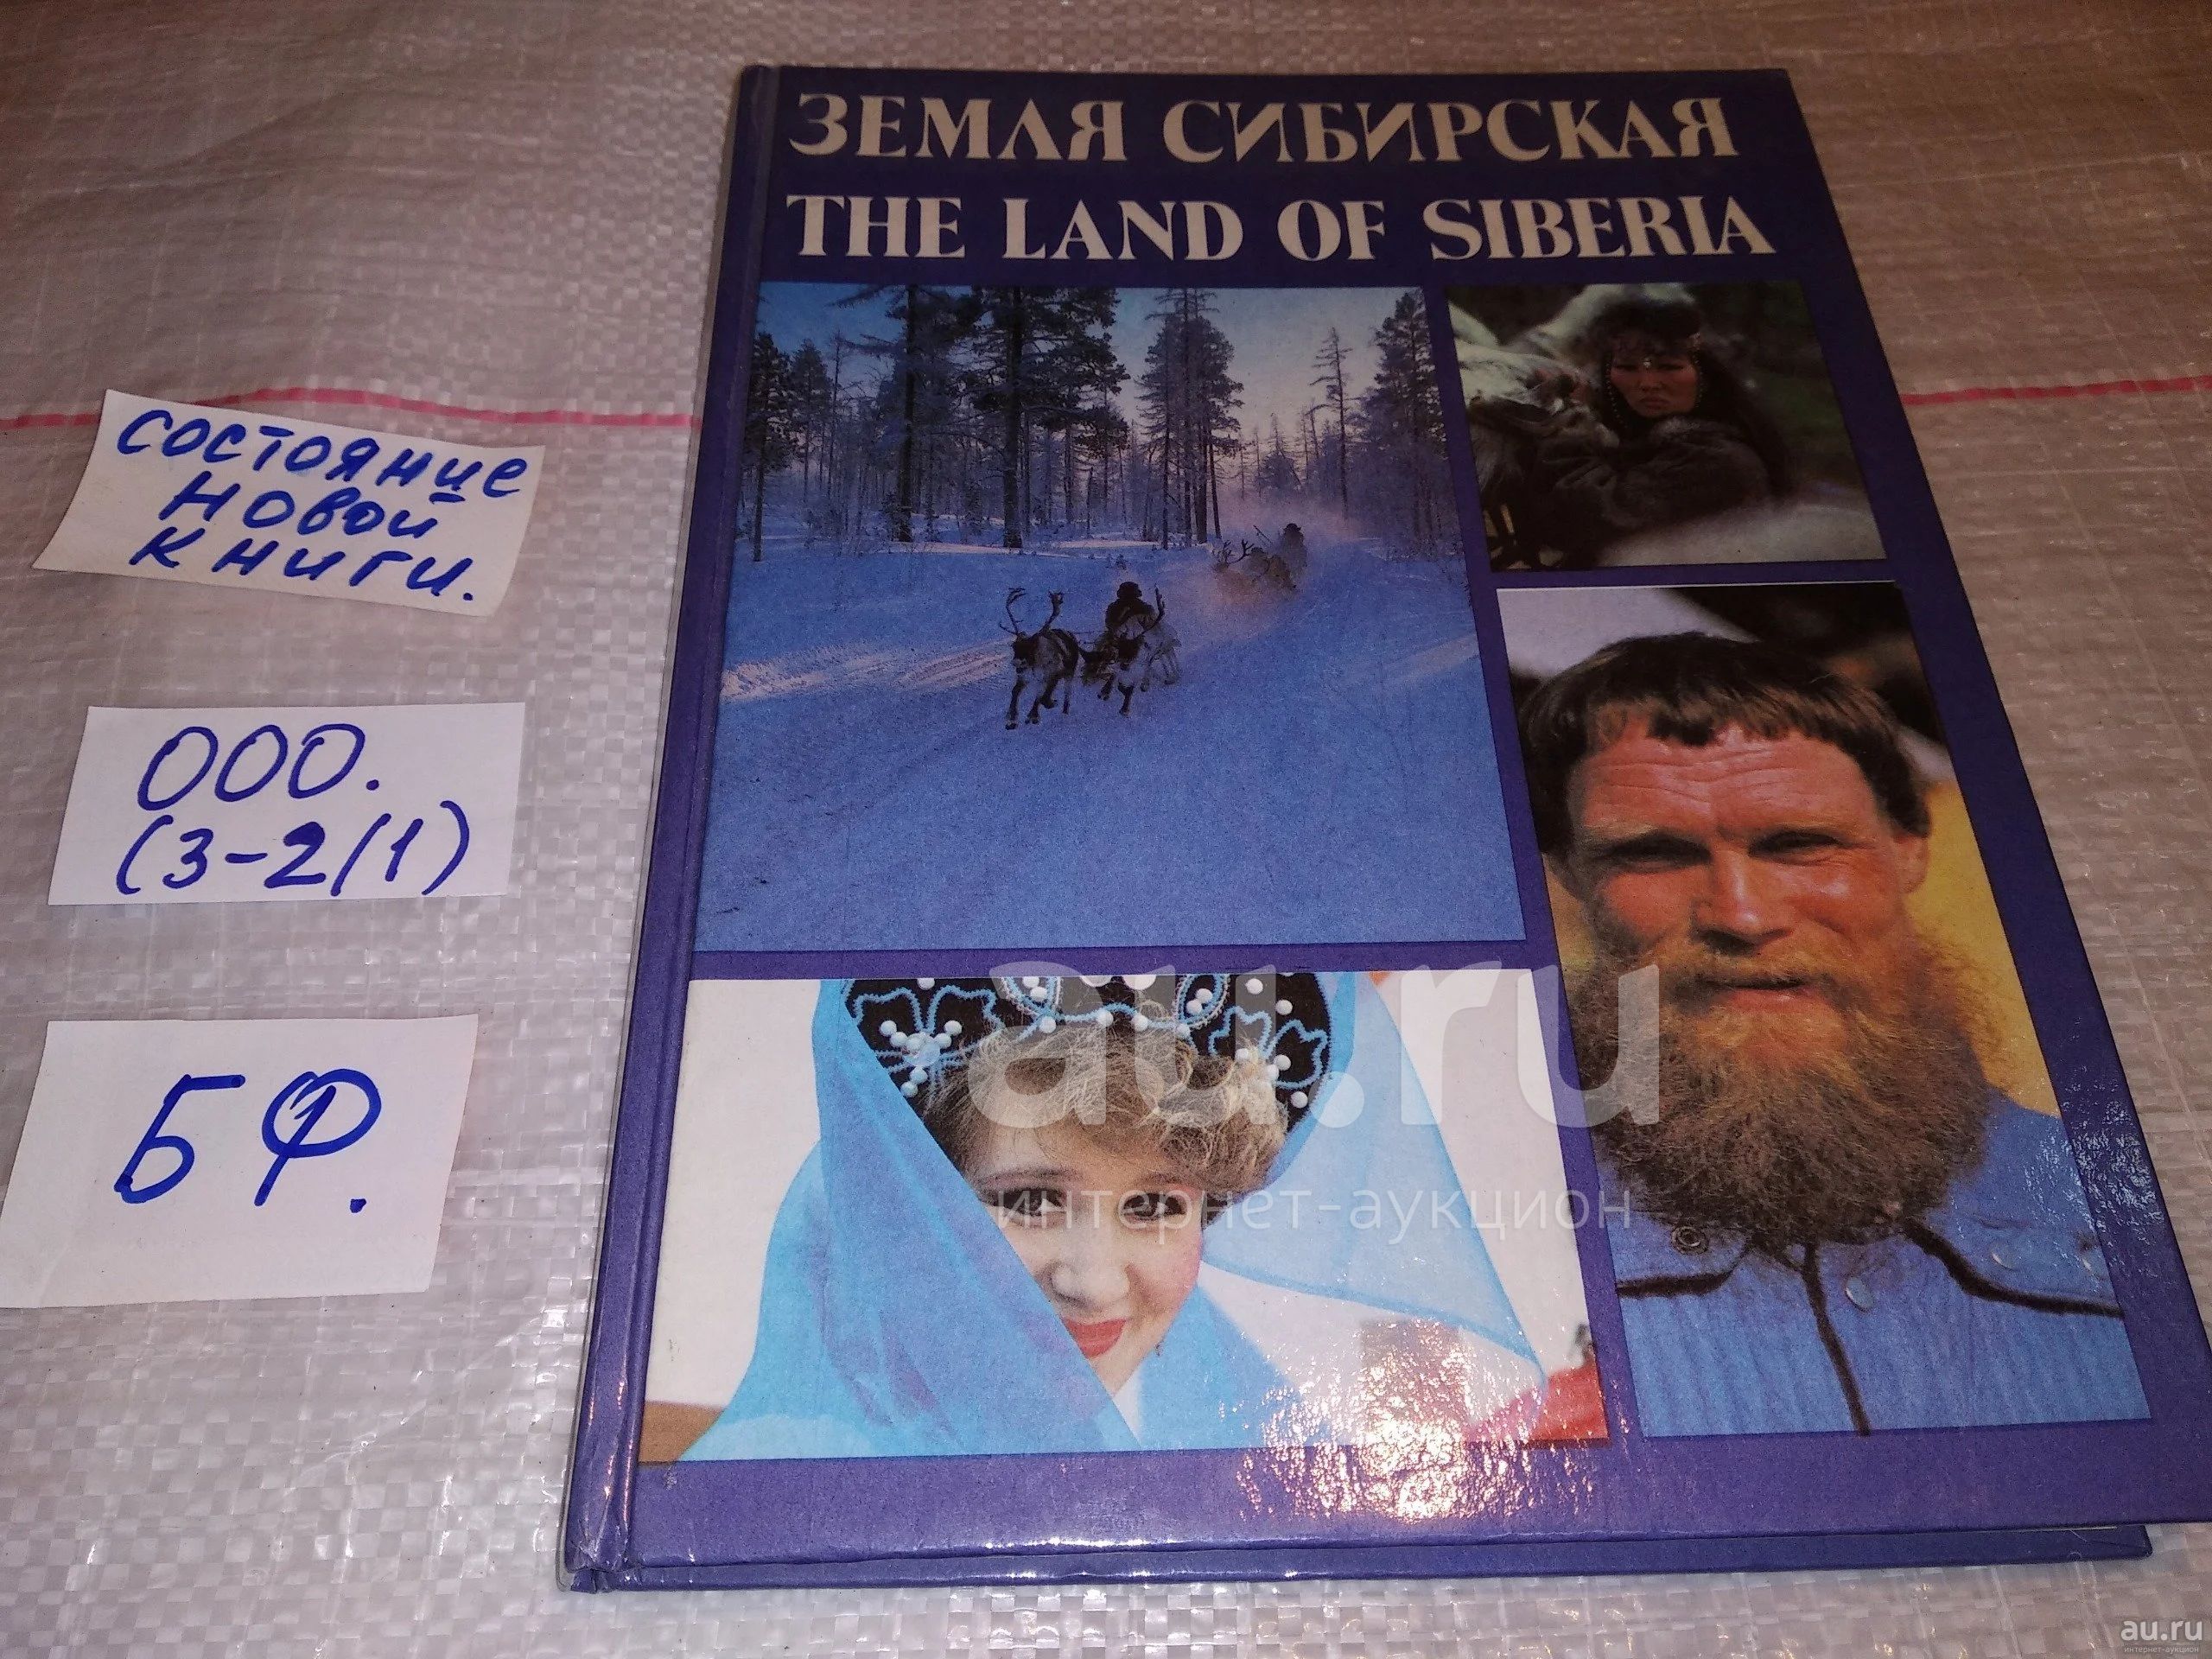 ЗЕМЛЯ СИБИРСКАЯ
THE LAND OF SIBERIA
состояние
новой
книги.
ООО.
(3-2/1)
БФ.
au.ru
интернет-аукцион
au.ru
интернет-аукцион